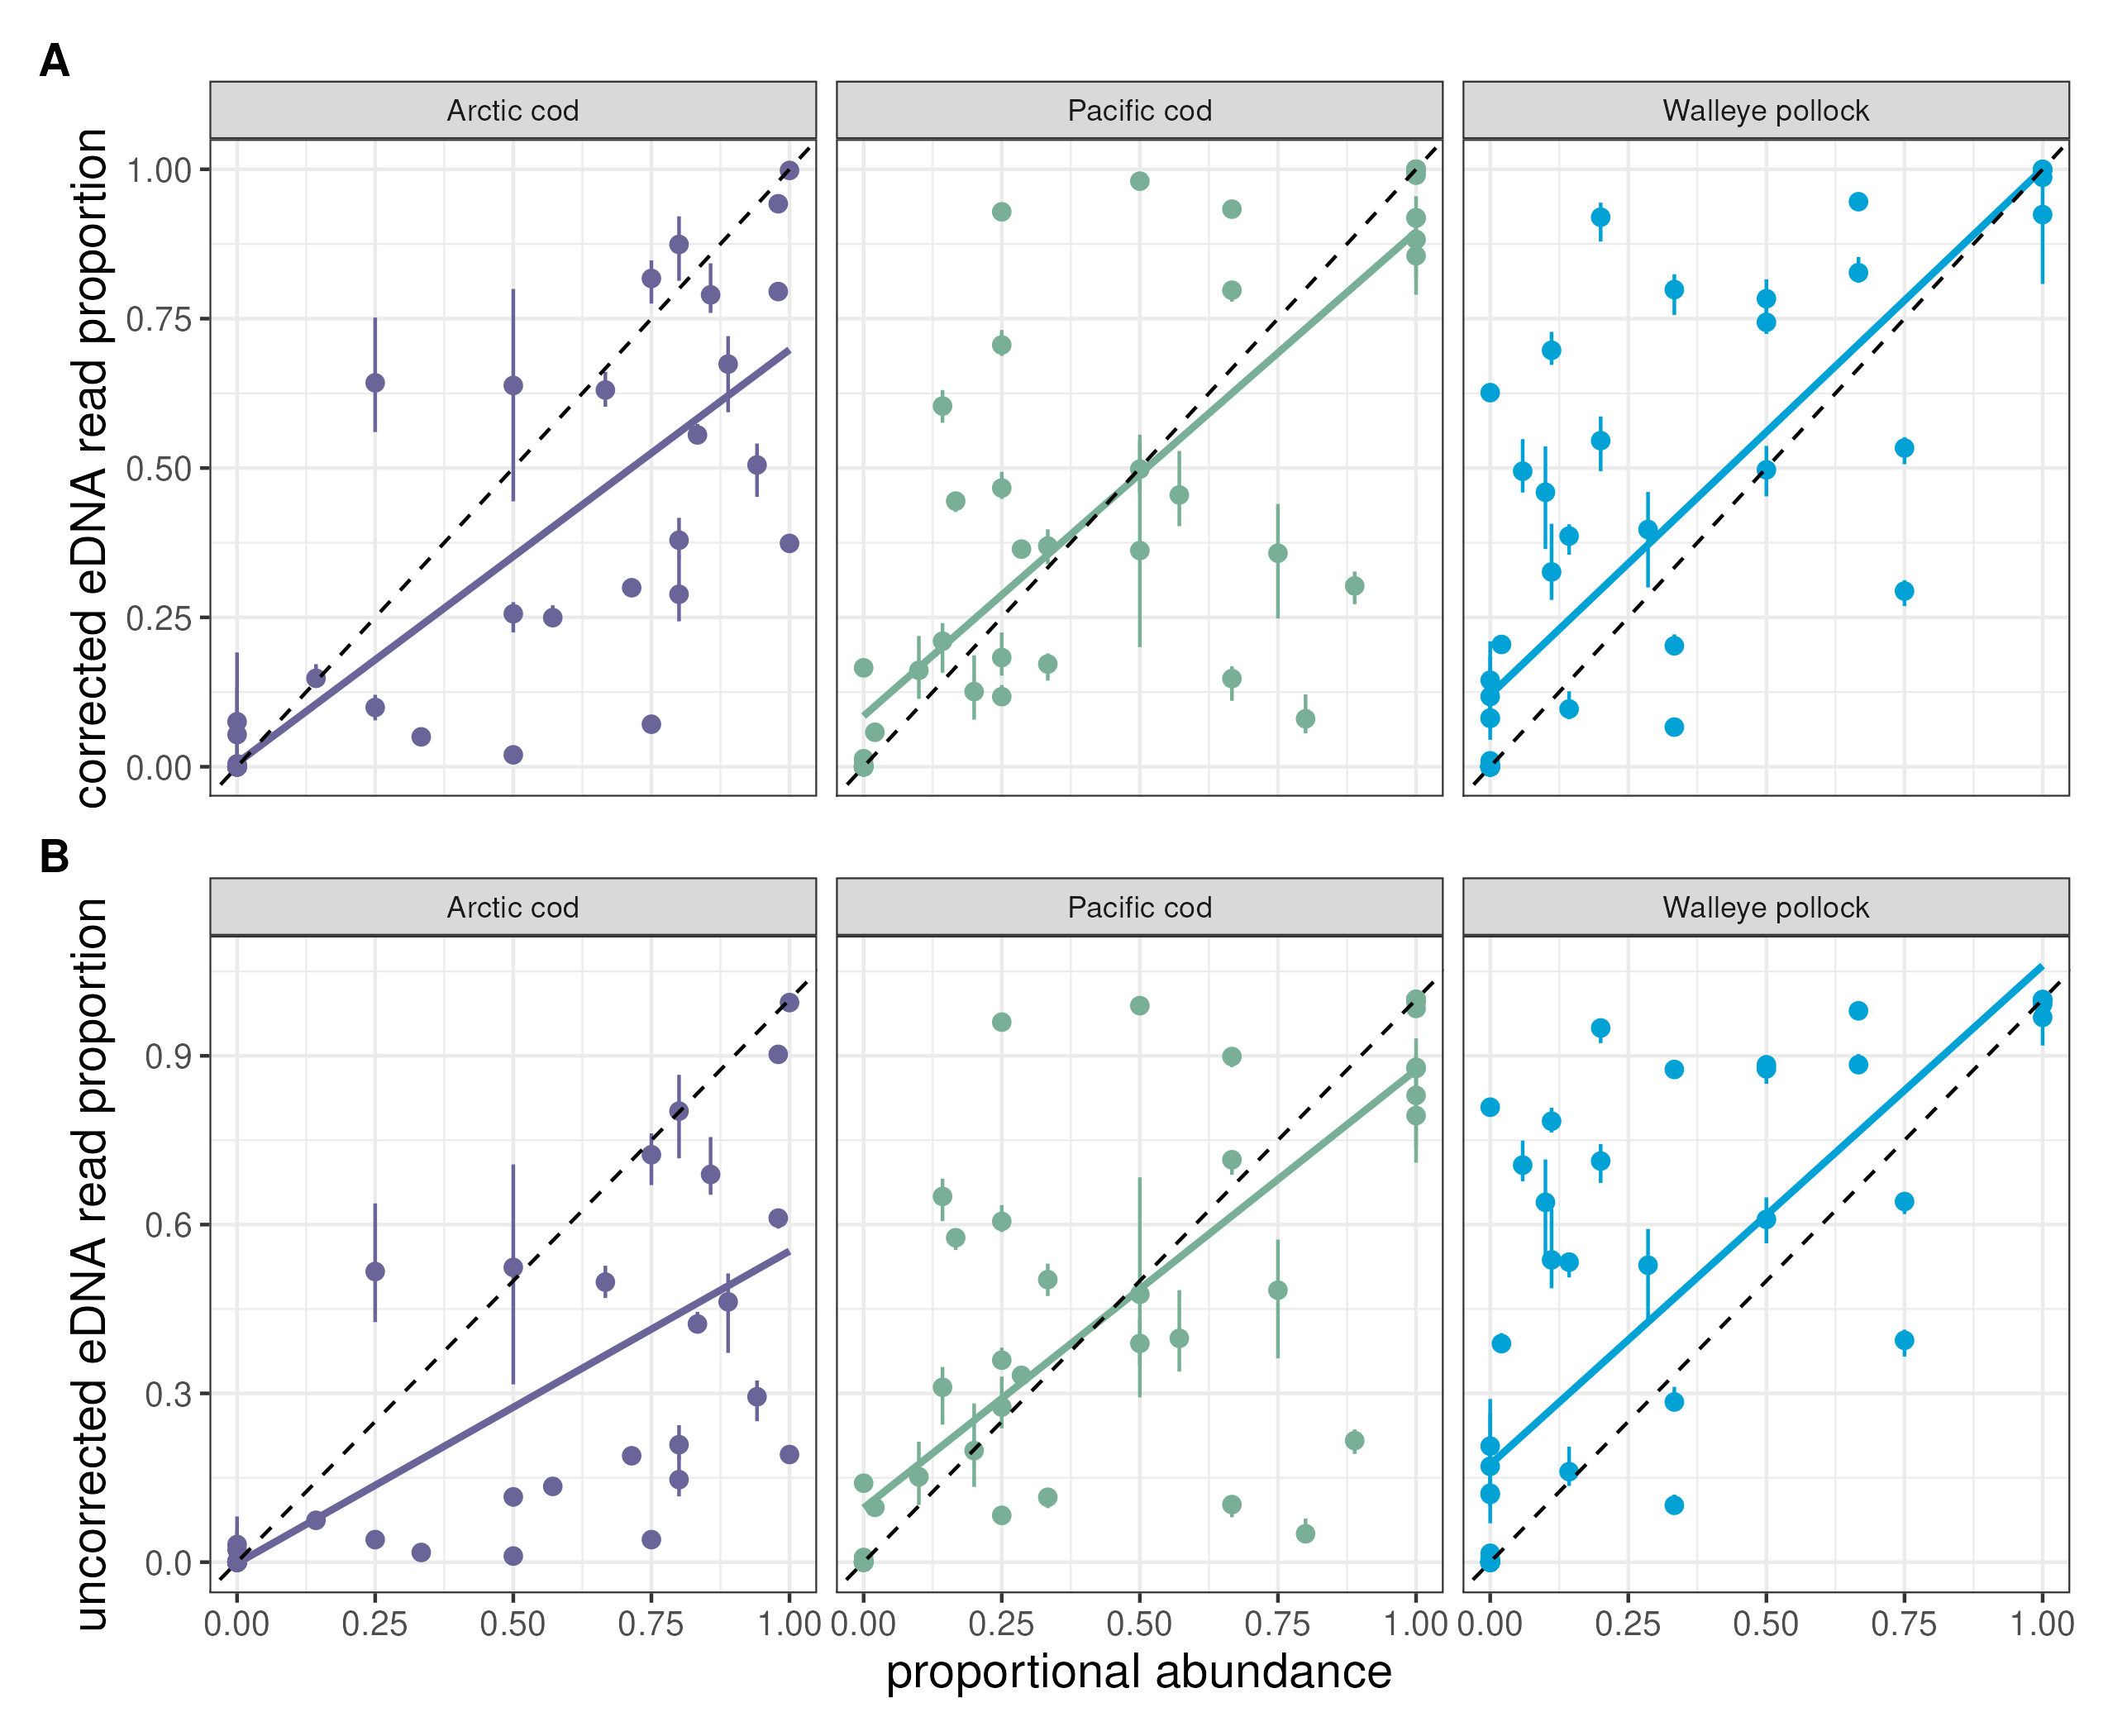 A
Arctic cod Pacific cod Walleye pollock
corrected eDNA read proportion
1.00
0.75
0.50
0.25
0.00
B
Arctic cod Pacific cod Walleye pollock
uncorrected eDNA read proportion
0.9
0.6
0.3
0.0
0.00 0.25 0.50 0.75 1.00 0.00 0.25 0.50 0.75 1.00 0.00 0.25 0.50 0.75 1.00
proportional abundance